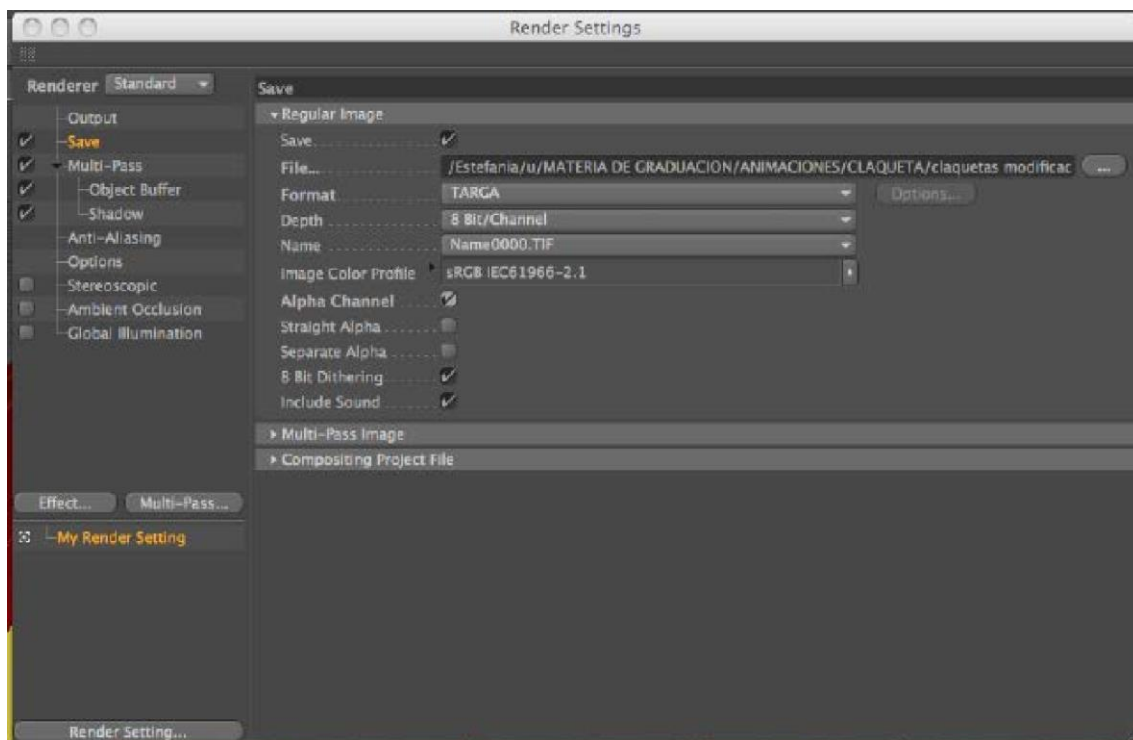 Render Settings
Renderer Standard
Output
Save
Multi-Pass
Object Buffer
Shadow
Anti-Aliasing
Options
Stereoscopic
Ambient Occlusion
Global Illumination
Effect... Multi-Pass...
My Render Setting
Render Setting...
Save
Regular Image
Save
File... /Estefania/u/MATERIA DE GRADUACION/ANIMACIONES/CLAQUETA/claquetas modificac ...
Format TARGA Options...
Depth 8 Bit/Channel
Name Name0000.TIF
Image Color Profile sRGB IEC61966-2.1
Alpha Channel
Straight Alpha
Separate Alpha
8 Bit Dithering
Include Sound
Multi-Pass Image
Compositing Project File